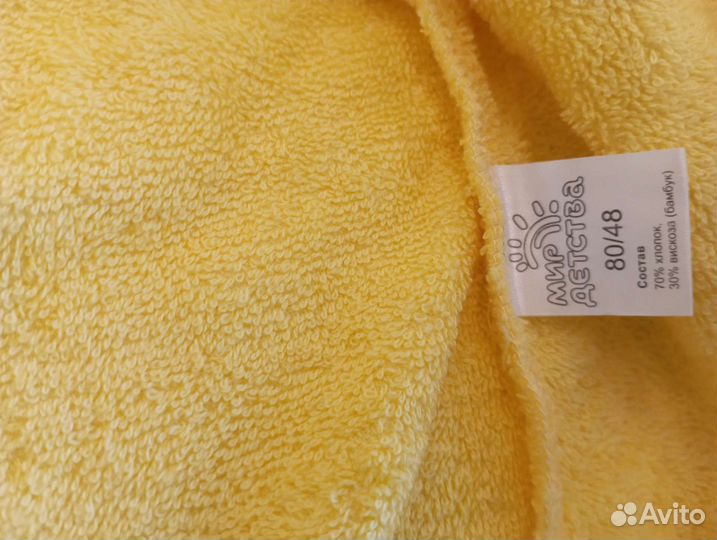 МИР
ДЕТСТВА
80/48
Состав
70% хлопок,
30% вискоза (бамбук)
Avito